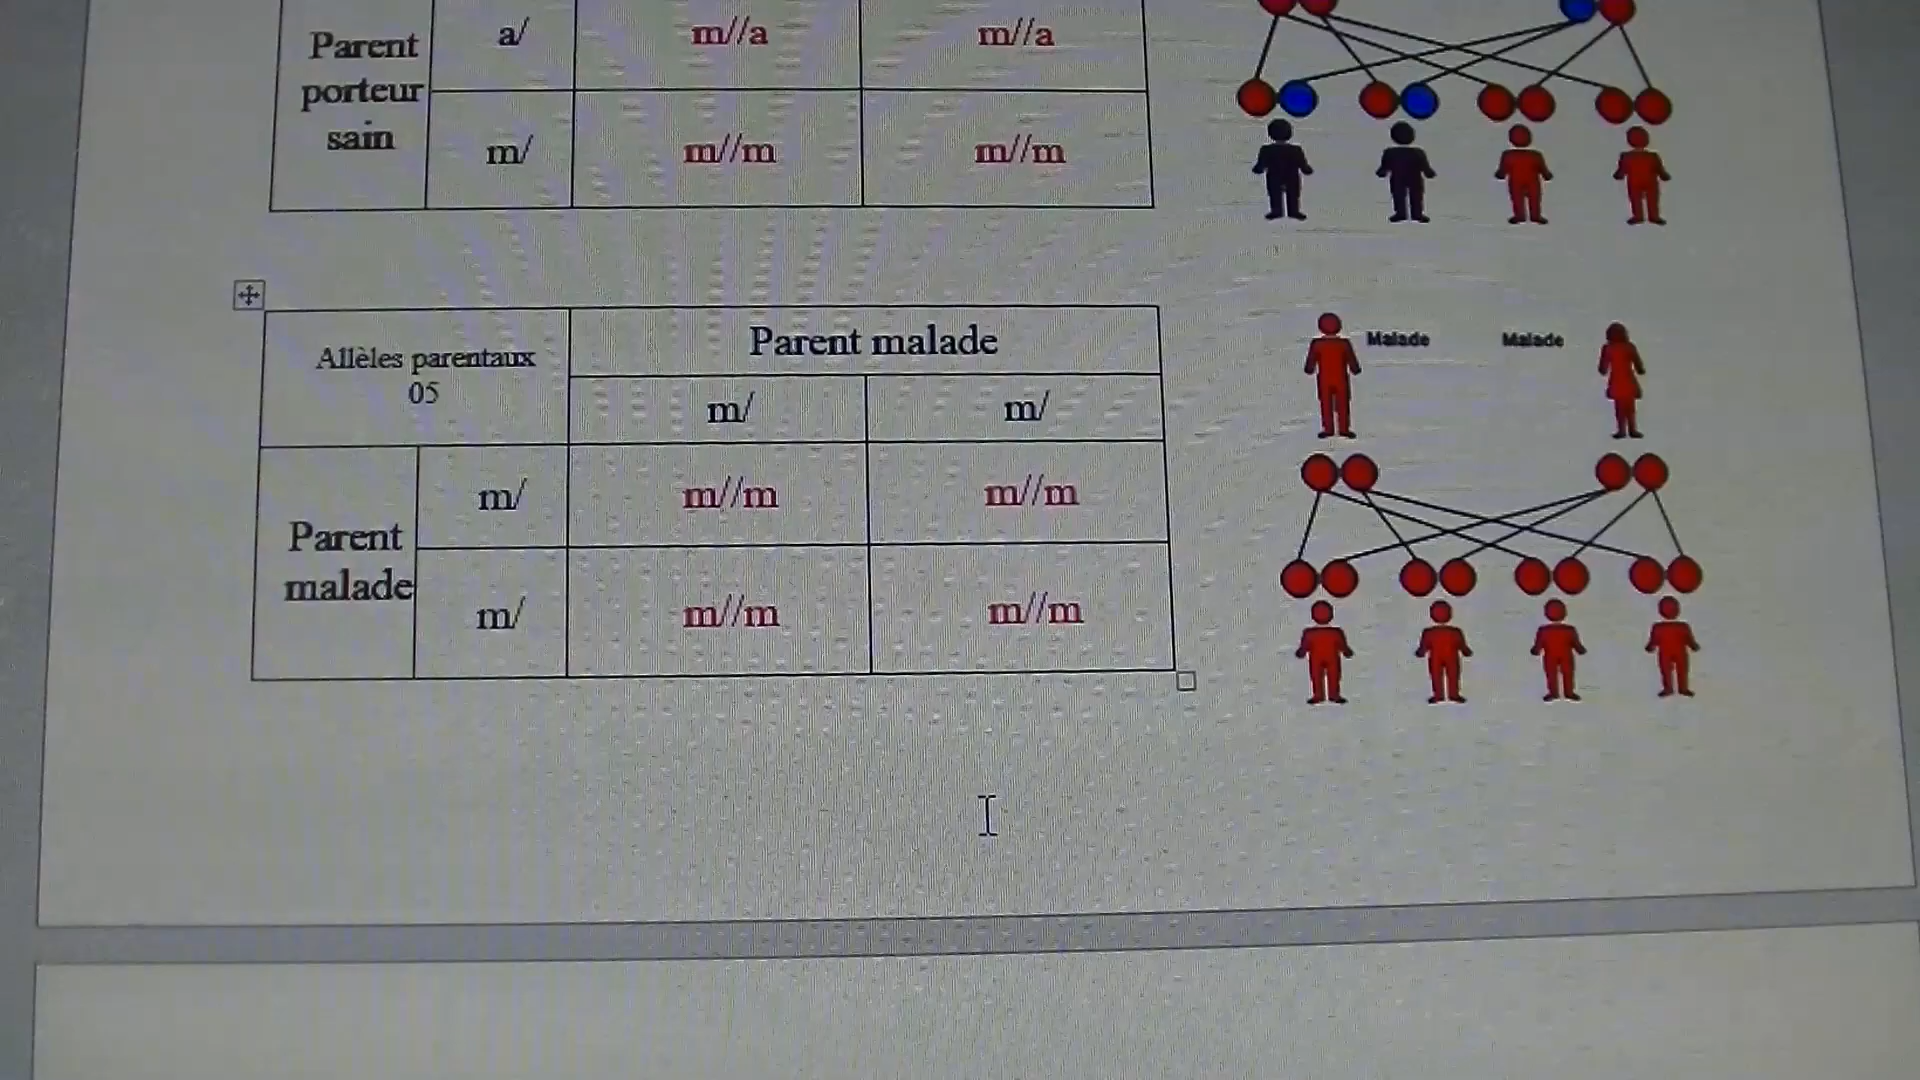 Parent
porteur
sain
a/
m//a
m//a
m/
m//m
m//m
Allèles parentaux
05
Parent malade
m/
m/
Parent
malade
m/
m//m
m//m
m/
m//m
m//m
Malade
Malade